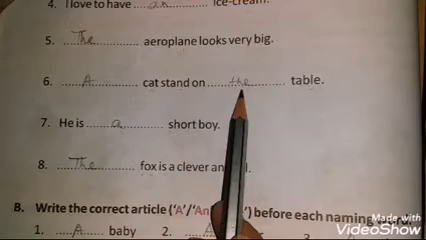 4. I love to have ....an.......... ice-cream.
5. ....The............ aeroplane looks very big.
6. .........A............ cat stand on .......the........... table.
7. He is .........a............ short boy.
8. ....The............ fox is a clever
B. Write the correct article ('A'/'An ') before each naming
1. ....A..... baby 2. ....A
Made with
VideoShow